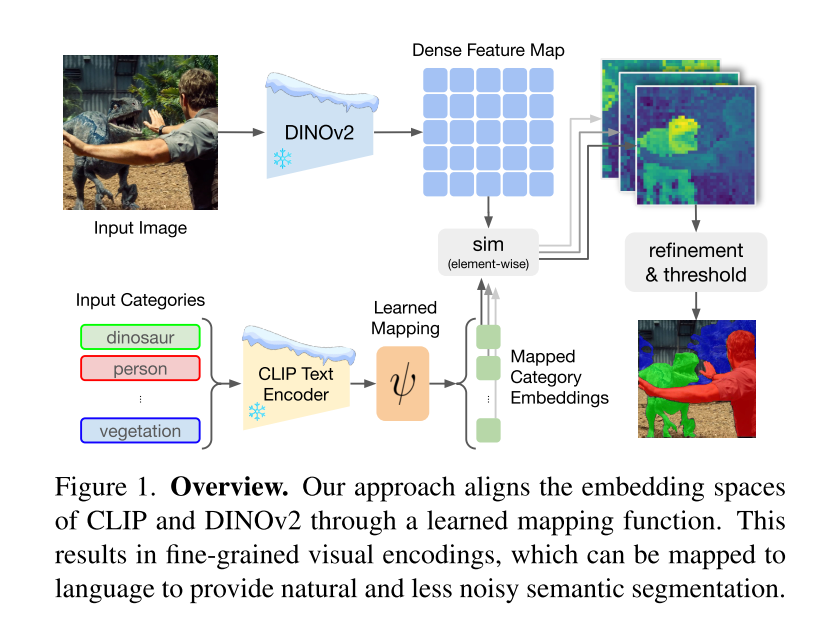 Dense Feature Map
DINOv2
Input Image
sim
(element-wise)
refinement
& threshold
Input Categories
dinosaur
person
...
vegetation
CLIP Text
Encoder
Learned
Mapping
ψ
Mapped
Category
Embeddings
...
Figure 1. Overview. Our approach aligns the embedding spaces
of CLIP and DINOv2 through a learned mapping function. This
results in fine-grained visual encodings, which can be mapped to
language to provide natural and less noisy semantic segmentation.